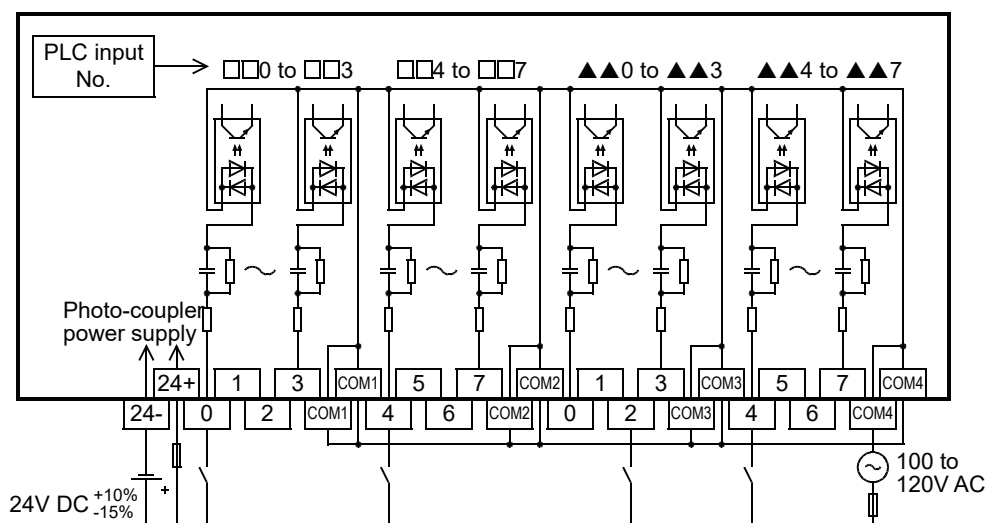 PLC input
No.
□□0 to □□3
□□4 to □□7
▲▲0 to ▲▲3
▲▲4 to ▲▲7
Photo-coupler
power supply
24+ 1 3 COM1 5 7 COM2 1 3 COM3 5 7 COM4
24- 0 2 COM1 4 6 COM2 0 2 COM3 4 6 COM4
24V DC +10%
-15%
+
100 to
120V AC